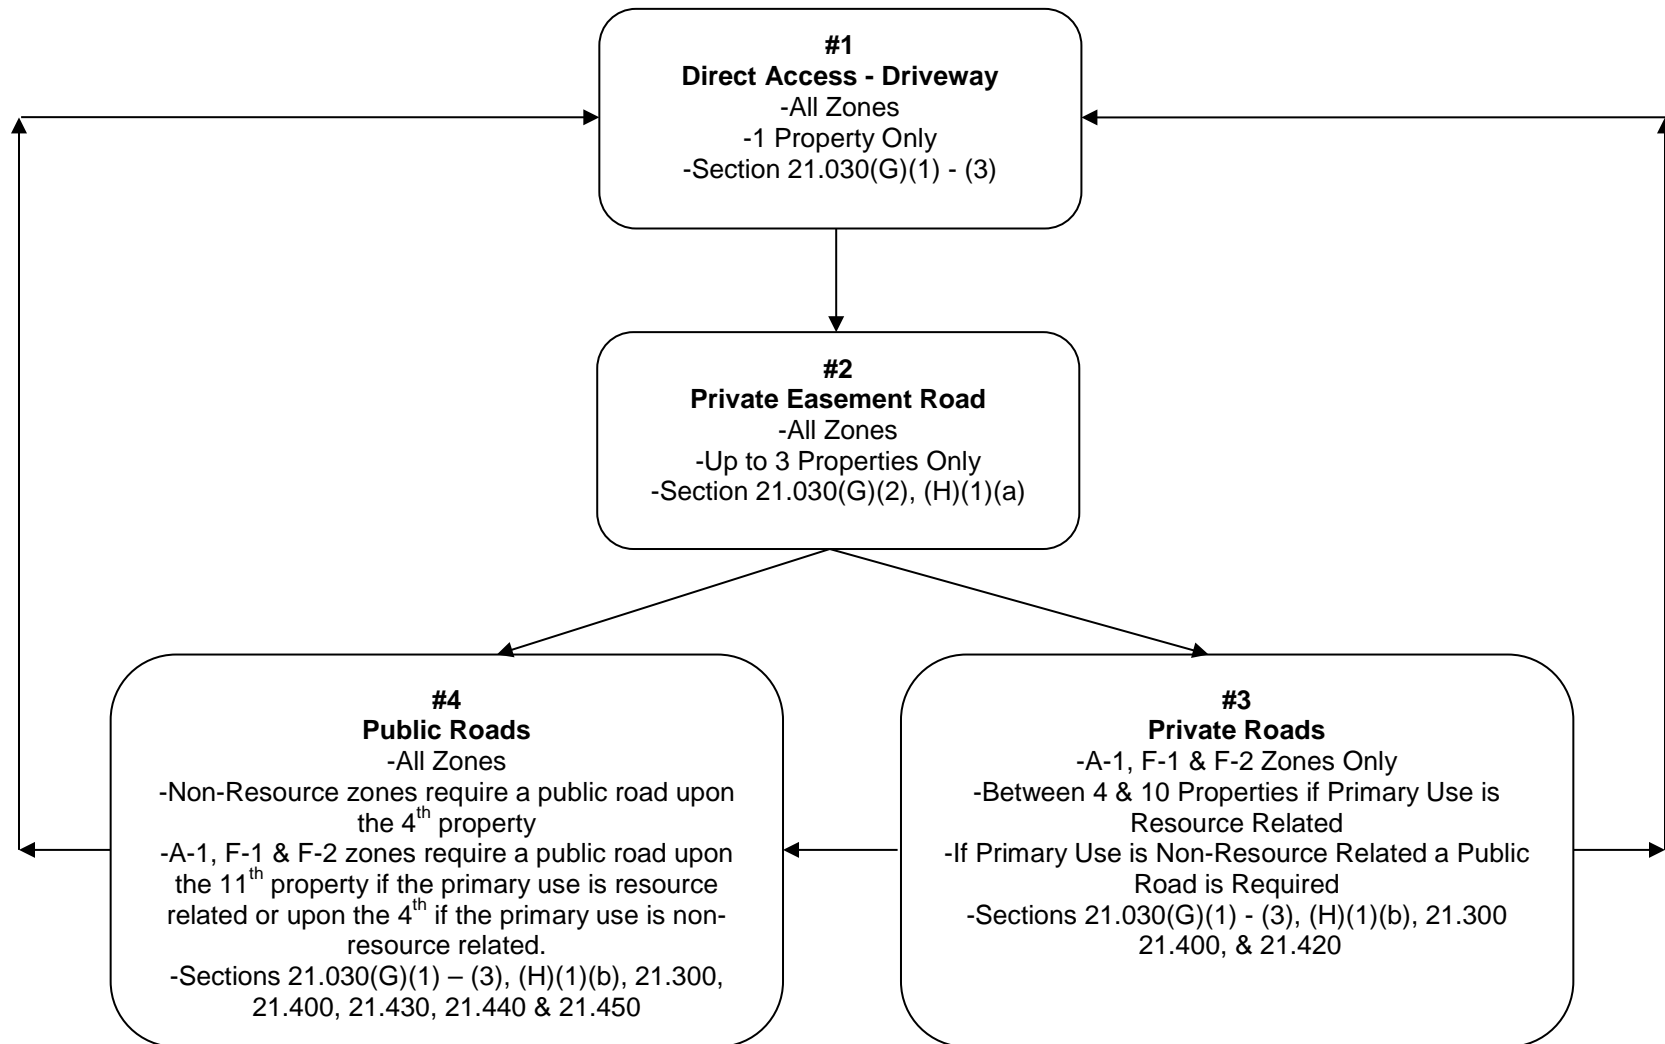 #1
Direct Access - Driveway
-All Zones
-1 Property Only
-Section 21.030(G)(1) - (3)
#2
Private Easement Road
-All Zones
-Up to 3 Properties Only
-Section 21.030(G)(2), (H)(1)(a)
#4
Public Roads
-All Zones
-Non-Resource zones require a public road upon
the 4th property
-A-1, F-1 & F-2 zones require a public road upon
the 11th property if the primary use is resource
related or upon the 4th if the primary use is non-
resource related.
-Sections 21.030(G)(1) – (3), (H)(1)(b), 21.300,
21.400, 21.430, 21.440 & 21.450
#3
Private Roads
-A-1, F-1 & F-2 Zones Only
-Between 4 & 10 Properties if Primary Use is
Resource Related
-If Primary Use is Non-Resource Related a Public
Road is Required
-Sections 21.030(G)(1) - (3), (H)(1)(b), 21.300
21.400, & 21.420